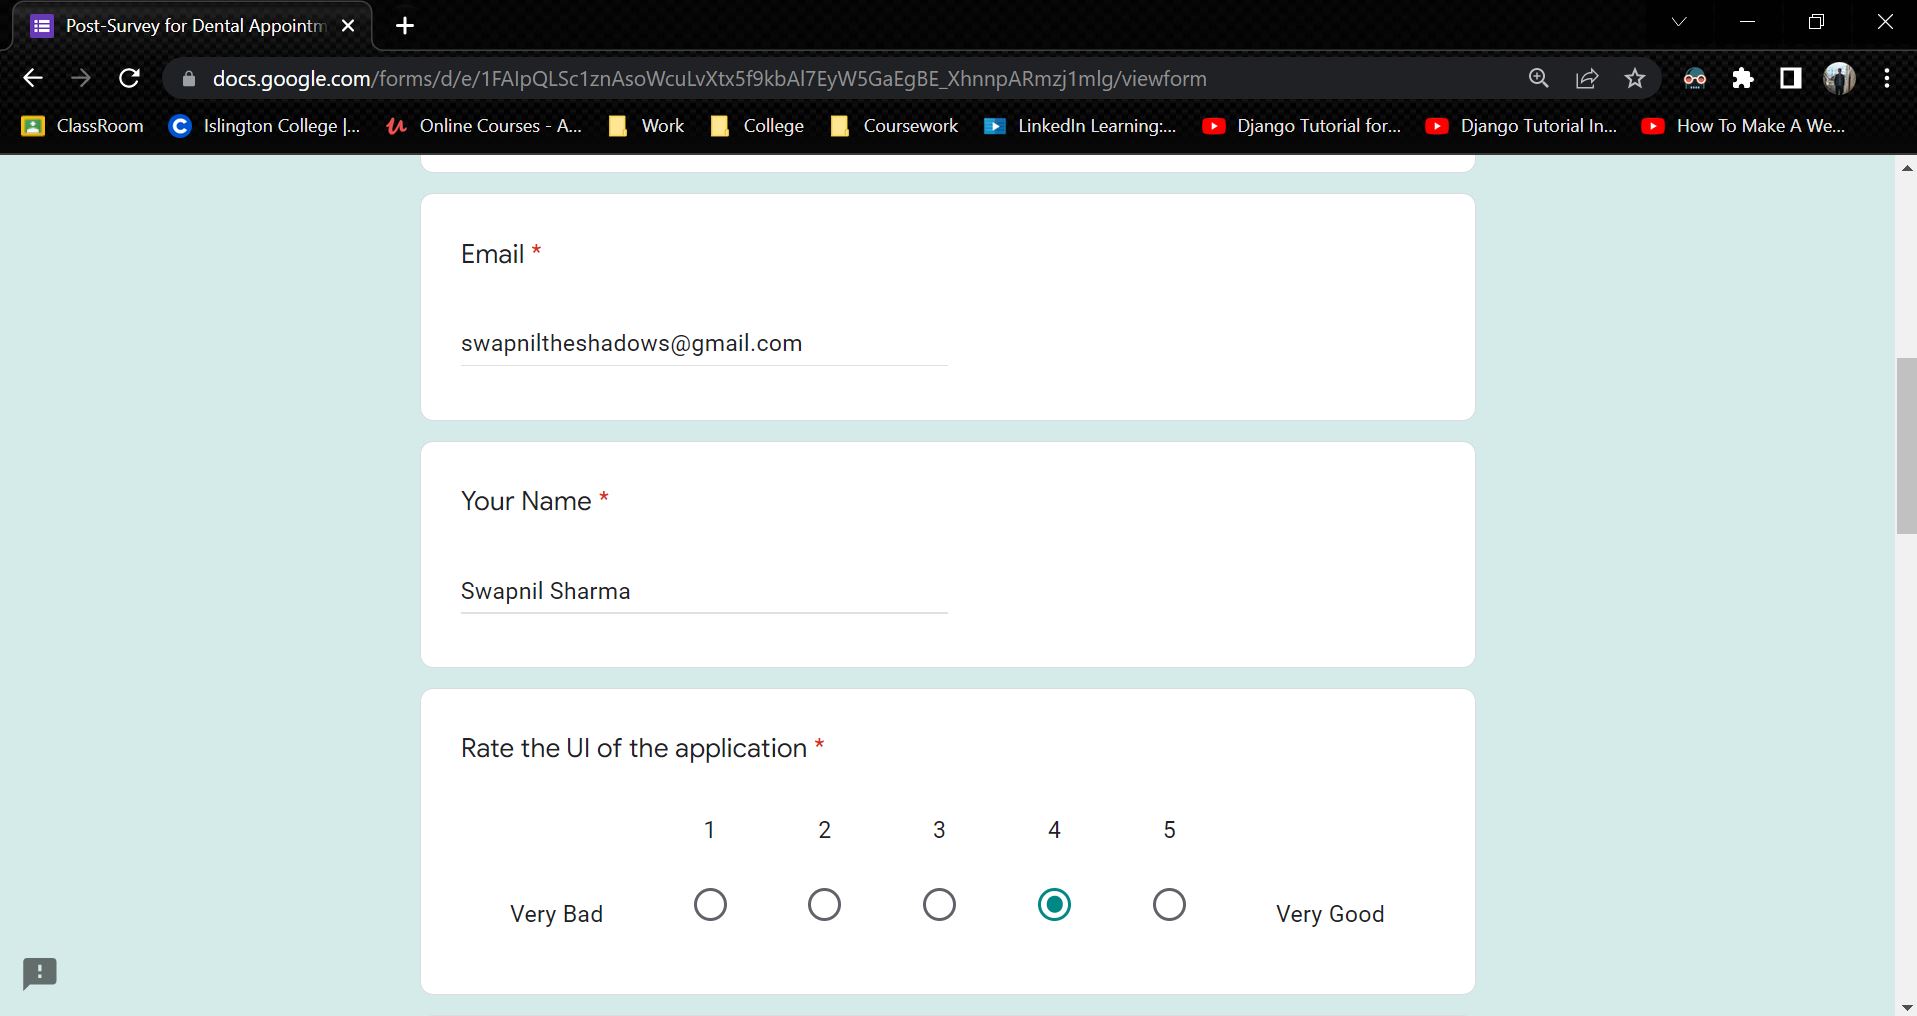 Post-Survey for Dental Appointm
docs.google.com/forms/d/e/1FAIpQLSc1znAsoWcuLvXtx5f9kbAl7EyW5GaEgBE_XhnnpARmzj1mlg/viewform
ClassRoom Islington College |... Online Courses - A... Work College Coursework LinkedIn Learning:... Django Tutorial for... Django Tutorial In... How To Make A We...
Email *
swapniltheshadows@gmail.com
Your Name *
Swapnil Sharma
Rate the UI of the application *
1 2 3 4 5
Very Bad Very Good